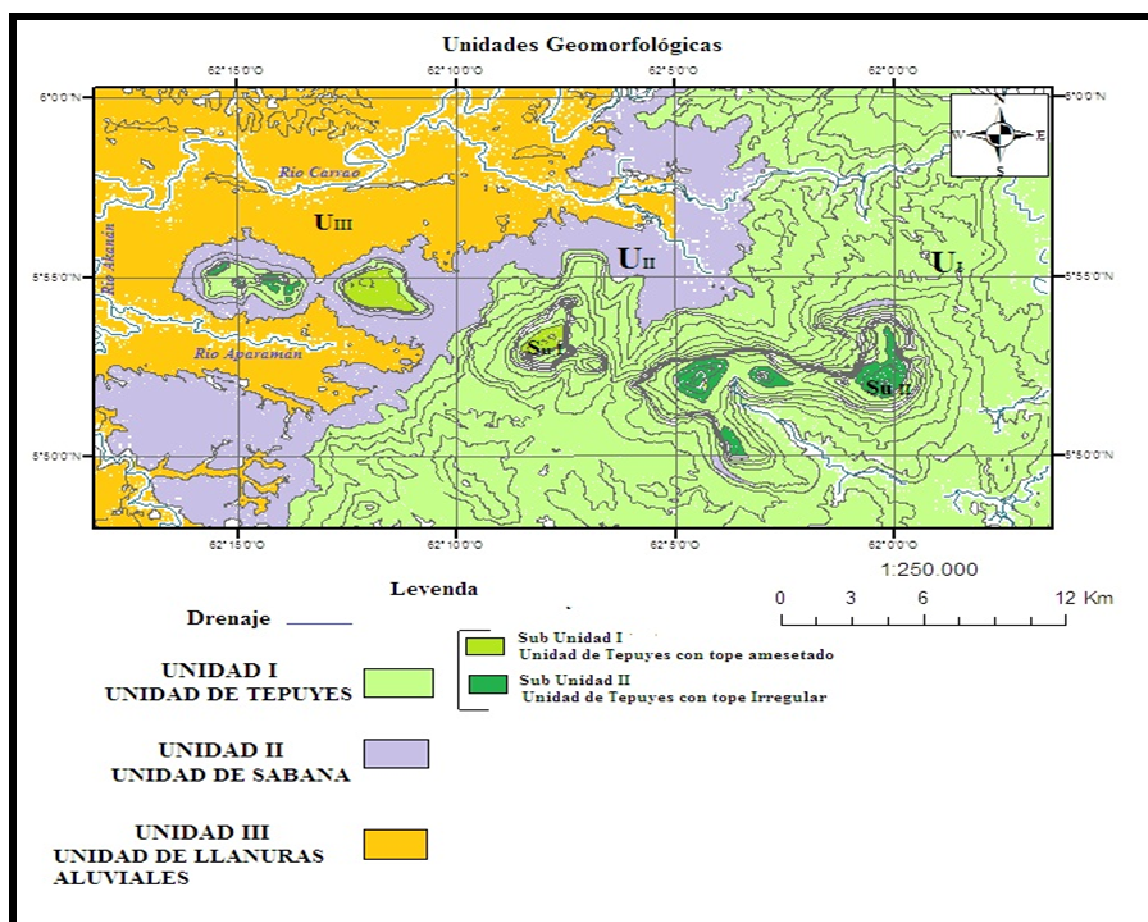 Unidades Geomorfológicas
62°15'0"O 62°10'0"O 62°5'0"O 62°0'0"O
6°0'0"N 6°0'0"N
N
W E
S
Río Carrao
UIII
Río Akanán
UII
UI
5°55'0"N 5°55'0"N
Río Aparamán
Su I
Su II
5°50'0"N 5°50'0"N
62°15'0"O 62°10'0"O 62°5'0"O 62°0'0"O
1:250.000
0 3 6 12 Km
Levenda
Drenaje
Sub Unidad I
Unidad de Tepuyes con tope amesetado
UNIDAD I
UNIDAD DE TEPUYES
Sub Unidad II
Unidad de Tepuyes con tope Irregular
UNIDAD II
UNIDAD DE SABANA
UNIDAD III
UNIDAD DE LLANURAS
ALUVIALES